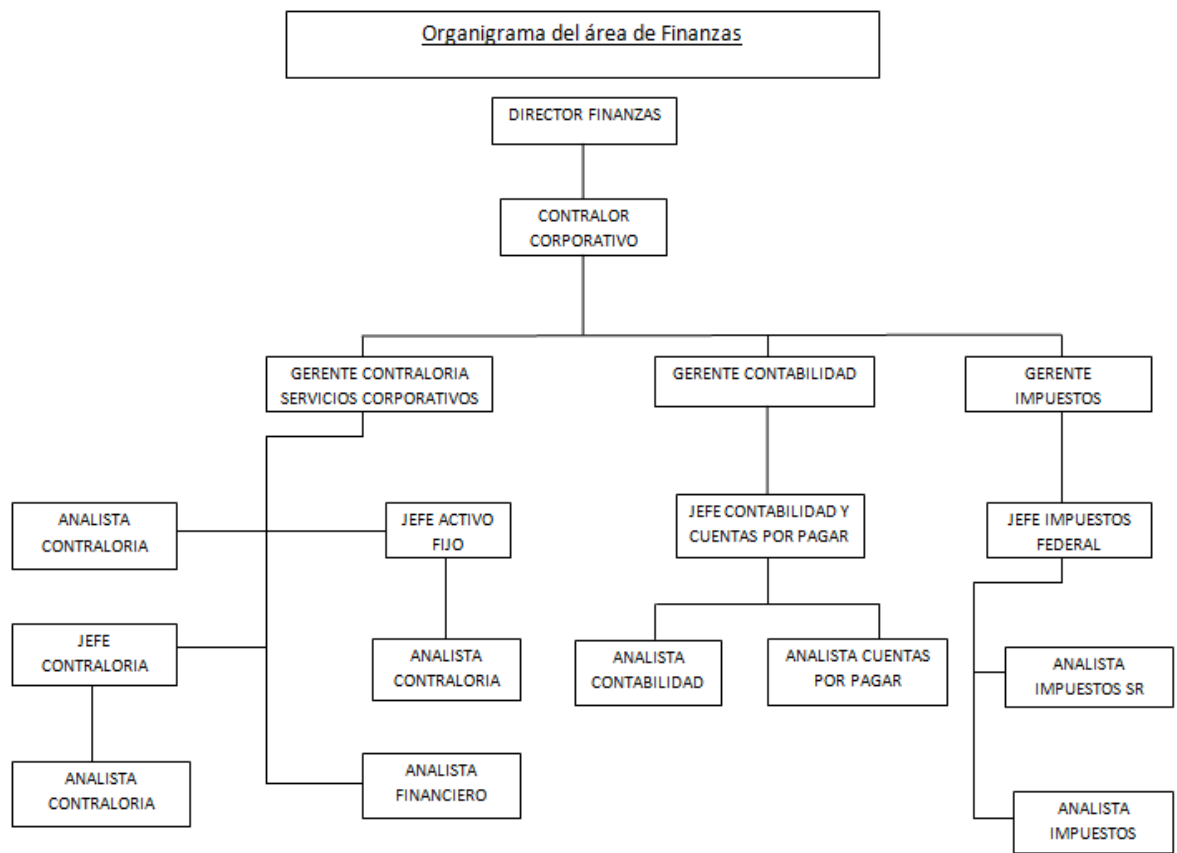 Organigrama del área de Finanzas
DIRECTOR FINANZAS
CONTRALOR
CORPORATIVO
GERENTE CONTRALORIA
SERVICIOS CORPORATIVOS
GERENTE CONTABILIDAD
GERENTE
IMPUESTOS
ANALISTA
CONTRALORIA
JEFE ACTIVO
FIJO
JEFE CONTABILIDAD Y
CUENTAS POR PAGAR
JEFE IMPUESTOS
FEDERAL
JEFE
CONTRALORIA
ANALISTA
CONTRALORIA
ANALISTA
CONTABILIDAD
ANALISTA CUENTAS
POR PAGAR
ANALISTA
IMPUESTOS SR
ANALISTA
CONTRALORIA
ANALISTA
FINANCIERO
ANALISTA
IMPUESTOS